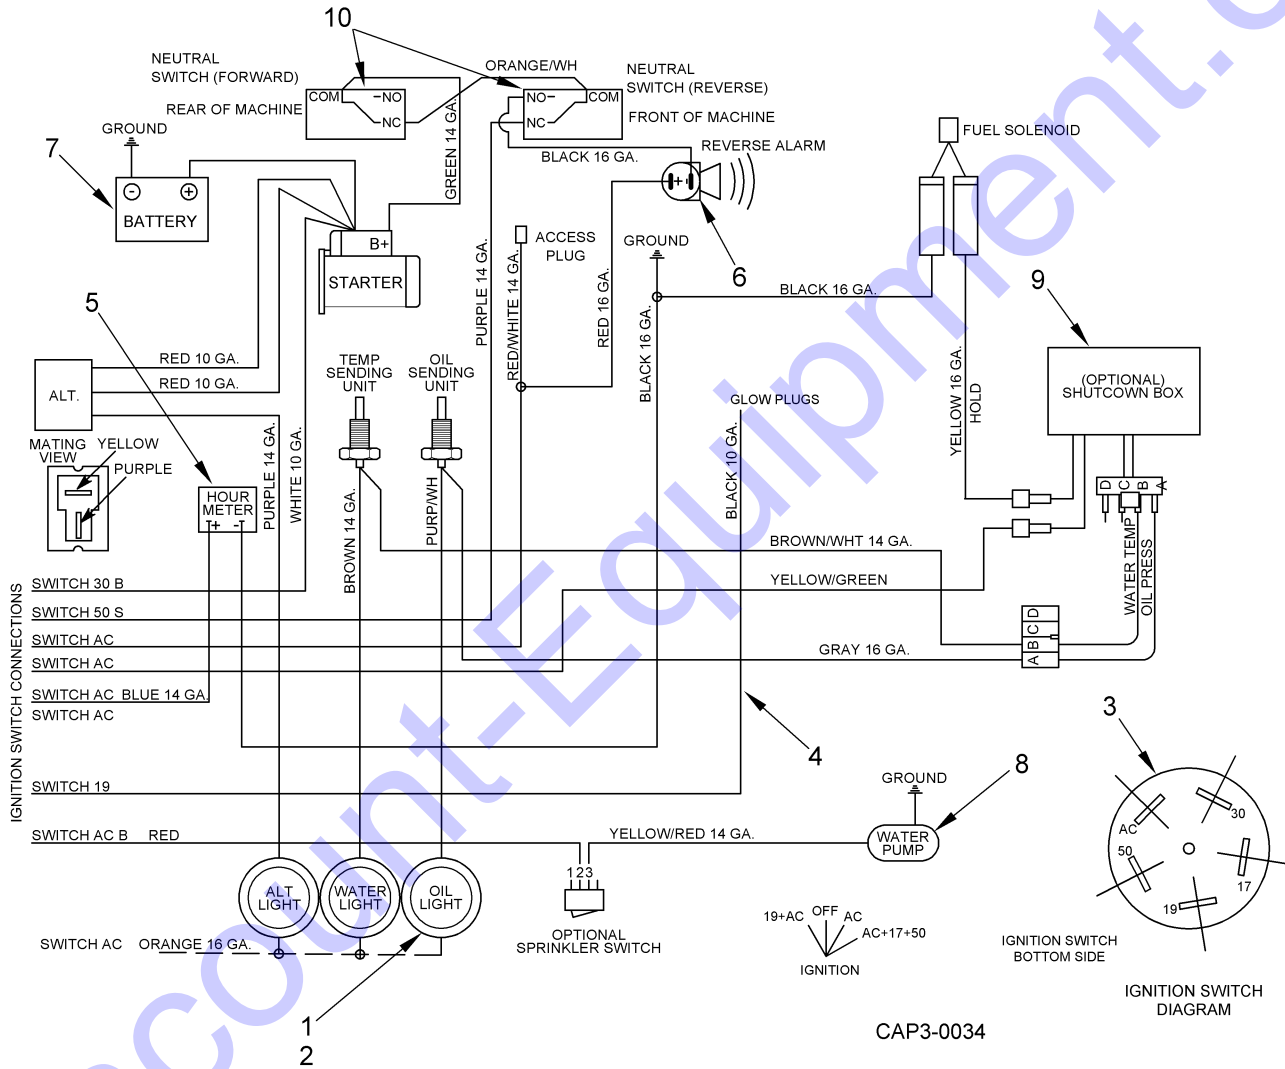 10
NEUTRAL
SWITCH (FORWARD)
ORANGE/WH
NEUTRAL
SWITCH (REVERSE)
COM
NO
NC
REAR OF MACHINE
NO
COM
NC
FRONT OF MACHINE
GREEN 14 GA.
7
GROUND
-
+
BATTERY
BLACK 16 GA.
REVERSE ALARM
+
-
6
FUEL SOLENOID
B+
STARTER
PURPLE 14 GA.
RED/WHITE 14 GA.
ACCESS
PLUG
RED 16 GA.
GROUND
BLACK 16 GA.
BLACK 16 GA.
9
5
RED 10 GA.
RED 10 GA.
ALT.
TEMP
SENDING
UNIT
OIL
SENDING
UNIT
YELLOW 16 GA.
HOLD
(OPTIONAL)
SHUTCOWN BOX
GLOW PLUGS
BLACK 10 GA.
MATING
VIEW
YELLOW
PURPLE
PURPLE 14 GA.
WHITE 10 GA.
HOUR
METER
+
-
BROWN 14 GA.
PURP/WH
D
C
B
A
BROWN/WHT 14 GA.
WATER TEMP
OIL PRESS
YELLOW/GREEN
IGNITION SWITCH CONNECTIONS
SWITCH 30 B
SWITCH 50 S
SWITCH AC
SWITCH AC
SWITCH AC BLUE 14 GA.
SWITCH AC
D
C
B
A
GRAY 16 GA.
4
3
SWITCH 19
8
GROUND
SWITCH AC B RED
YELLOW/RED 14 GA.
WATER
PUMP
123
ALT
LIGHT
WATER
LIGHT
OIL
LIGHT
OPTIONAL
SPRINKLER SWITCH
SWITCH AC ORANGE 16 GA.
19+AC
OFF
AC
AC+17+50
IGNITION
AC
30
50
17
19
IGNITION SWITCH
BOTTOM SIDE
IGNITION SWITCH
DIAGRAM
1
2
CAP3-0034
count-Equipment.c